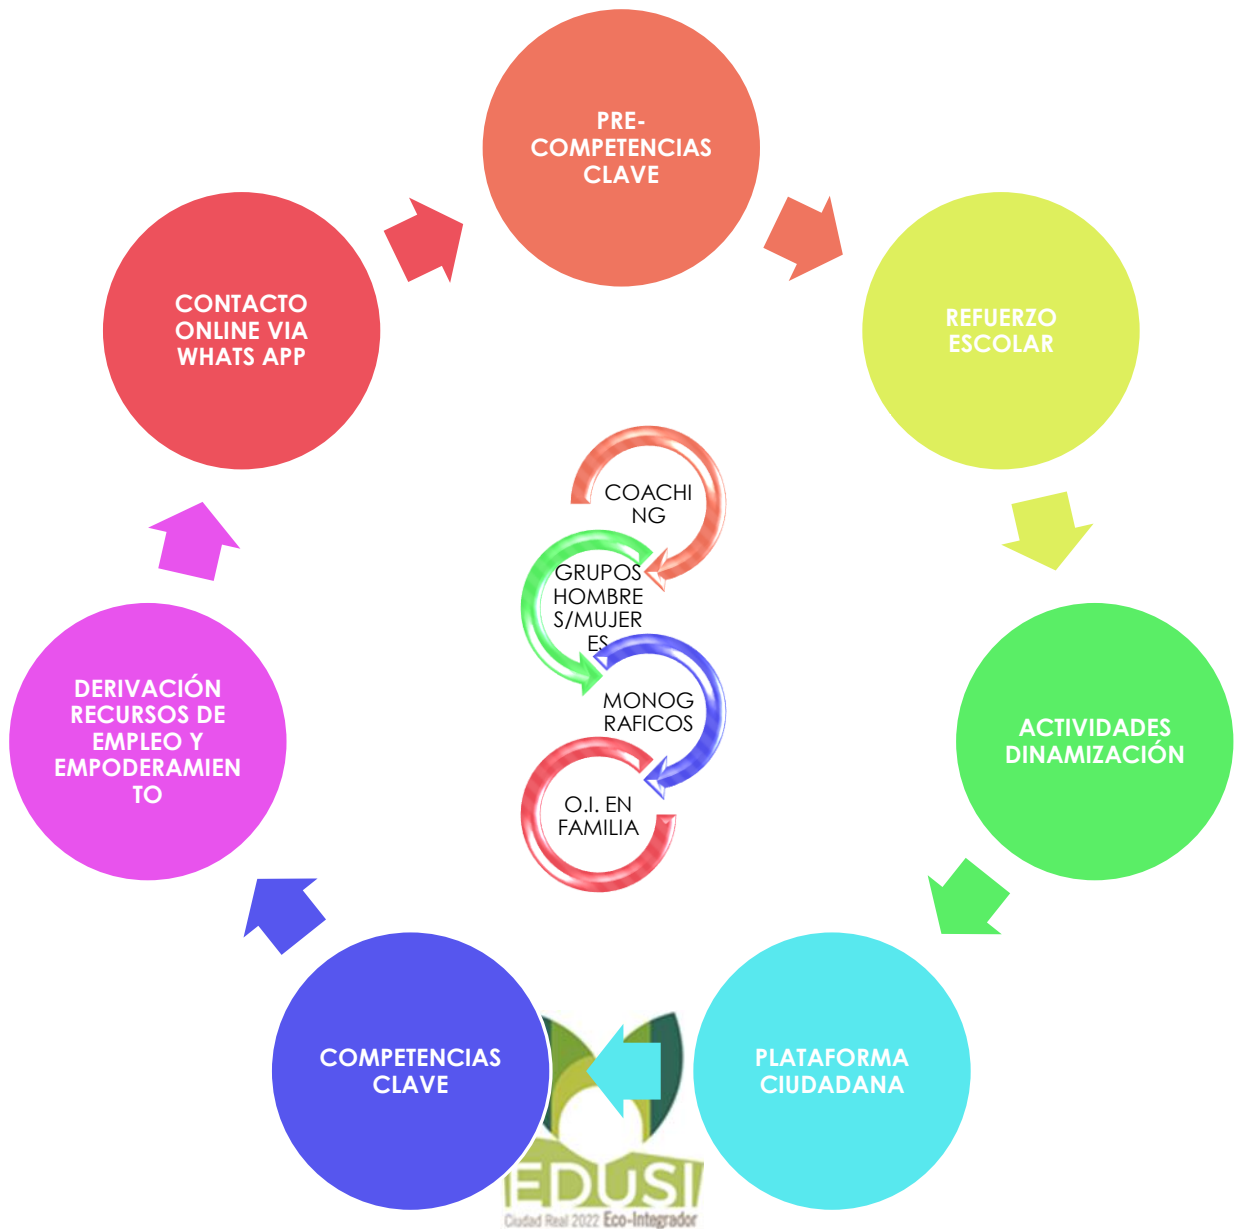 PRE-
COMPETENCIAS
CLAVE
REFUERZO
ESCOLAR
ACTIVIDADES
DINAMIZACIÓN
PLATAFORMA
CIUDADANA
COMPETENCIAS
CLAVE
DERIVACIÓN
RECURSOS DE
EMPLEO Y
EMPODERAMIEN
TO
CONTACTO
ONLINE VIA
WHATS APP
COACHI
NG
GRUPOS
HOMBRE
S/MUJER
ES
MONOG
RAFICOS
O.I. EN
FAMILIA
EDUSI
Ciudad Real 2022 Eco-Integrador